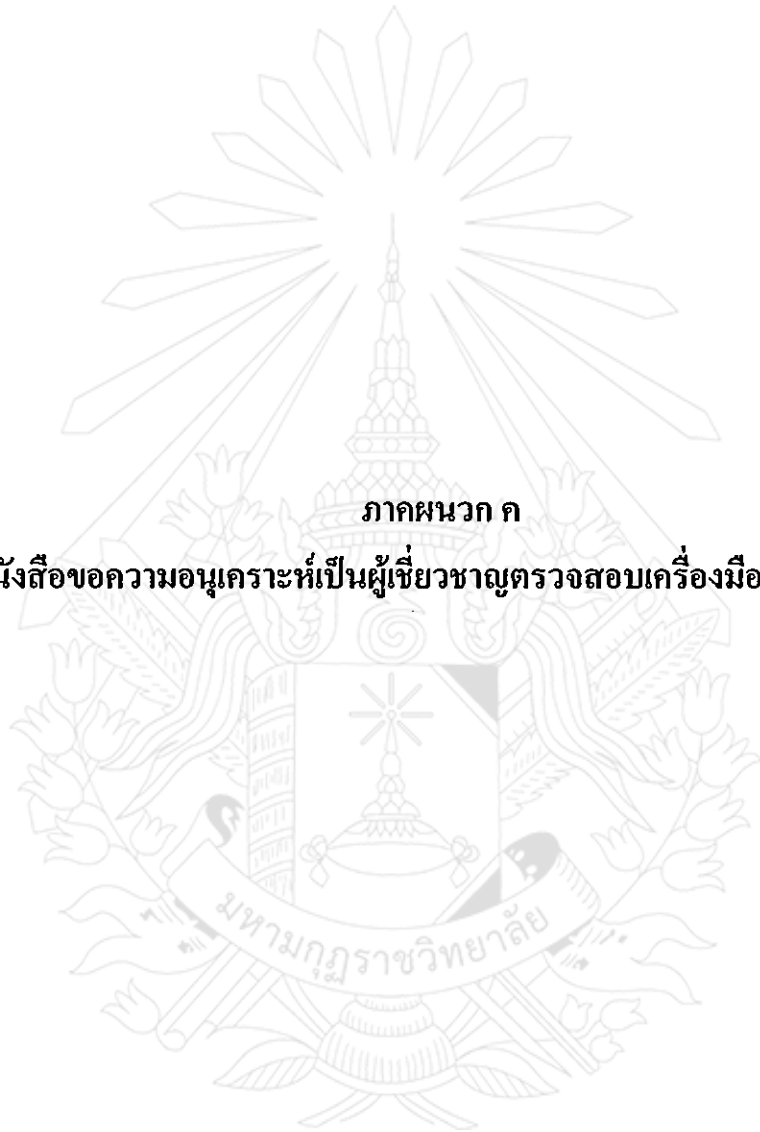 ภาคผนวก ค
นังสือขอความอนุเคราะห์เป็นผู้เชี่ยวชาญตรวจสอบเครื่องมือ
มหามกุฏราชวิทยาลัย